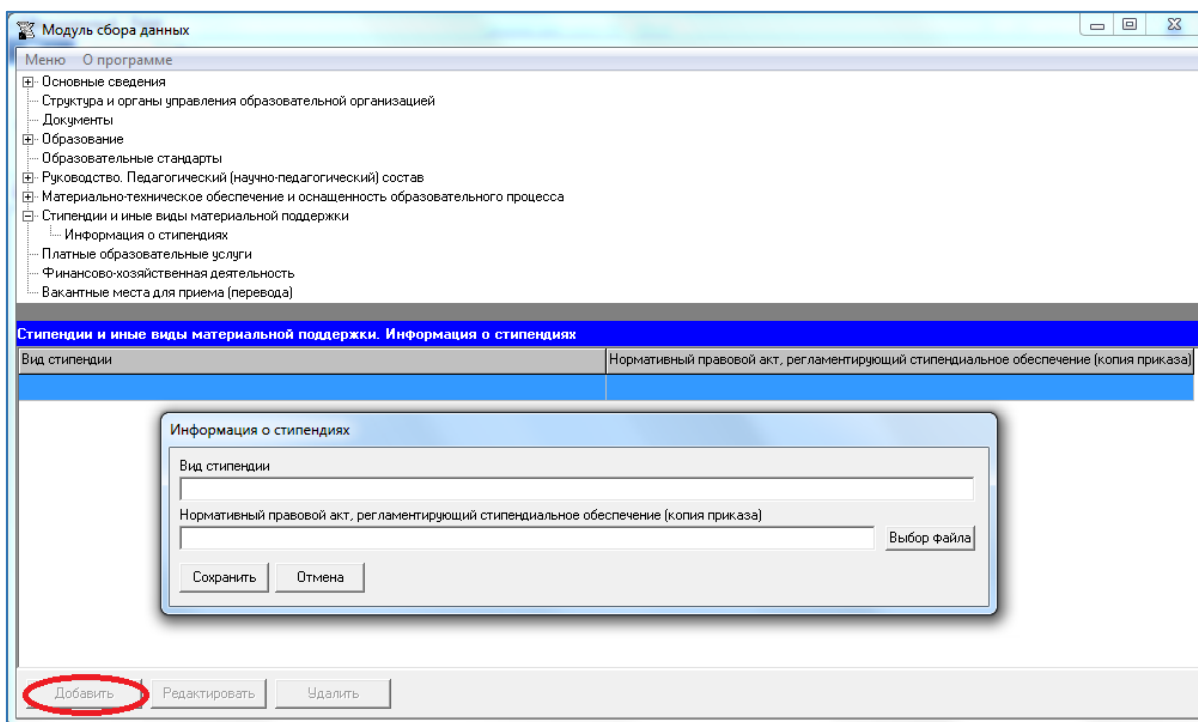 Модуль сбора данных
Меню О программе
Основные сведения
Структура и органы управления образовательной организацией
Документы
Образование
Образовательные стандарты
Руководство. Педагогический (научно-педагогический) состав
Материально-техническое обеспечение и оснащенность образовательного процесса
Стипендии и иные виды материальной поддержки
Информация о стипендиях
Платные образовательные услуги
Финансово-хозяйственная деятельность
Вакантные места для приема (перевода)
Стипендии и иные виды материальной поддержки. Информация о стипендиях
Вид стипендии Нормативный правовой акт, регламентирующий стипендиальное обеспечение (копия приказа)
Информация о стипендиях
Вид стипендии
Нормативный правовой акт, регламентирующий стипендиальное обеспечение (копия приказа)
Выбор файла
Сохранить Отмена
Добавить Редактировать Удалить